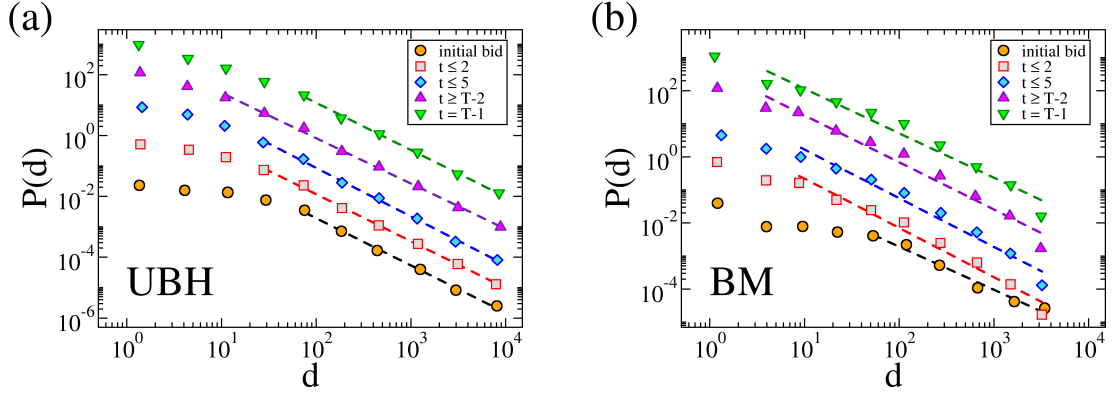 (a)
P(d)
10^2
10^0
10^-2
10^-4
10^-6
initial bid
t ≤ 2
t ≤ 5
t ≥ T-2
t = T-1
UBH
10^0 10^1 10^2 10^3 10^4
d
(b)
P(d)
10^2
10^0
10^-2
10^-4
initial bid
t ≤ 2
t ≤ 5
t ≥ T-2
t = T-1
BM
10^0 10^1 10^2 10^3 10^4
d